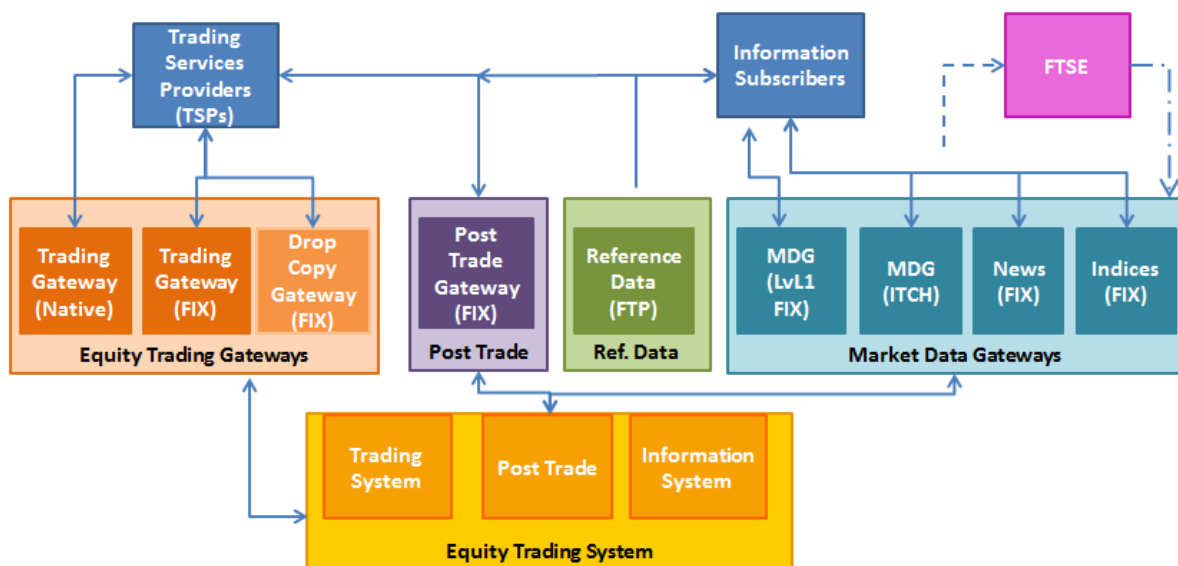 Trading
Services
Providers
(TSPs)
Information
Subscribers
FTSE
Trading
Gateway
(Native)
Trading
Gateway
(FIX)
Drop
Copy
Gateway
(FIX)
Equity Trading Gateways
Post
Trade
Gateway
(FIX)
Post Trade
Reference
Data
(FTP)
Ref. Data
MDG
(LvL1
FIX)
MDG
(ITCH)
News
(FIX)
Indices
(FIX)
Market Data Gateways
Trading
System
Post Trade
Information
System
Equity Trading System